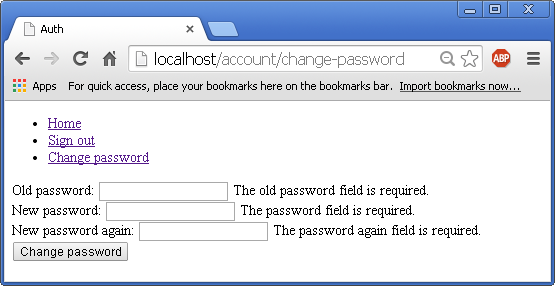 Auth
localhost/account/change-password
ABP
Apps For quick access, place your bookmarks here on the bookmarks bar. Import bookmarks now...
Home
Sign out
Change password
Old password: The old password field is required.
New password: The password field is required.
New password again: The password again field is required.
Change password